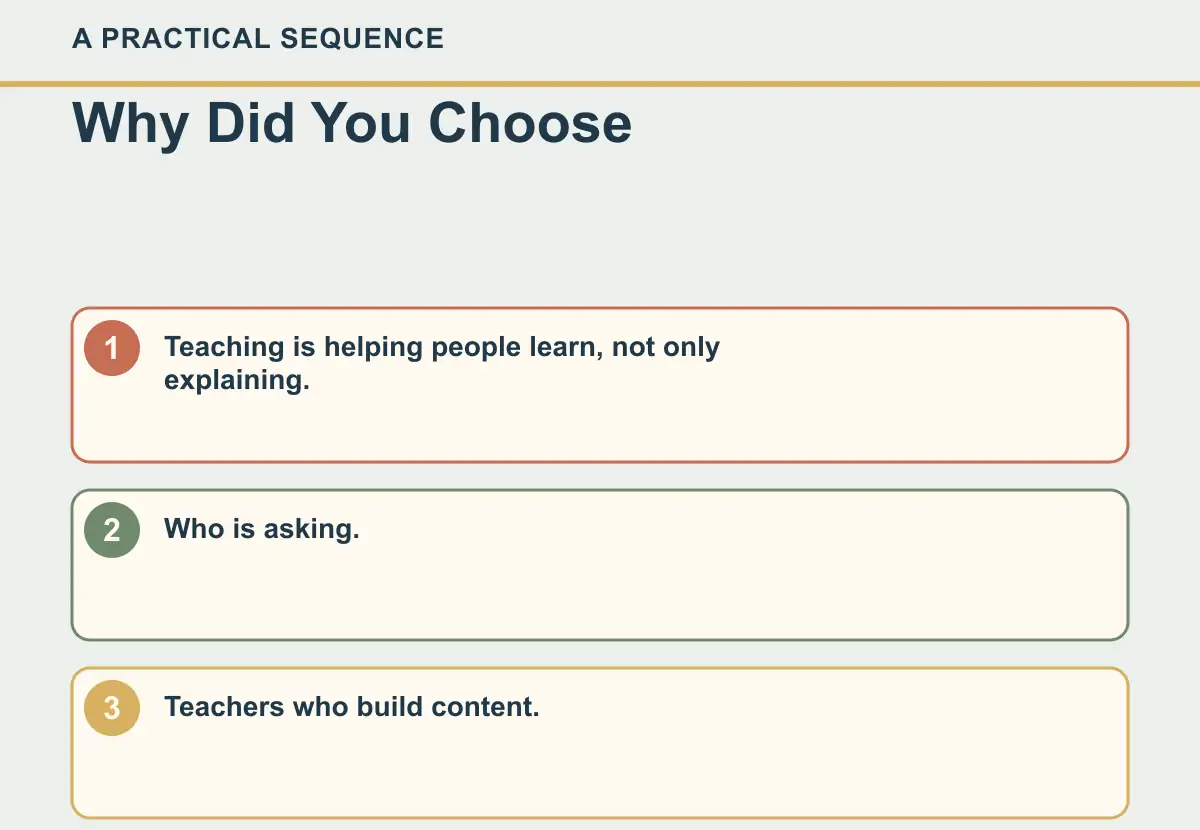 A PRACTICAL SEQUENCE
Why Did You Choose
1
Teaching is helping people learn, not only
explaining.
2
Who is asking.
3
Teachers who build content.